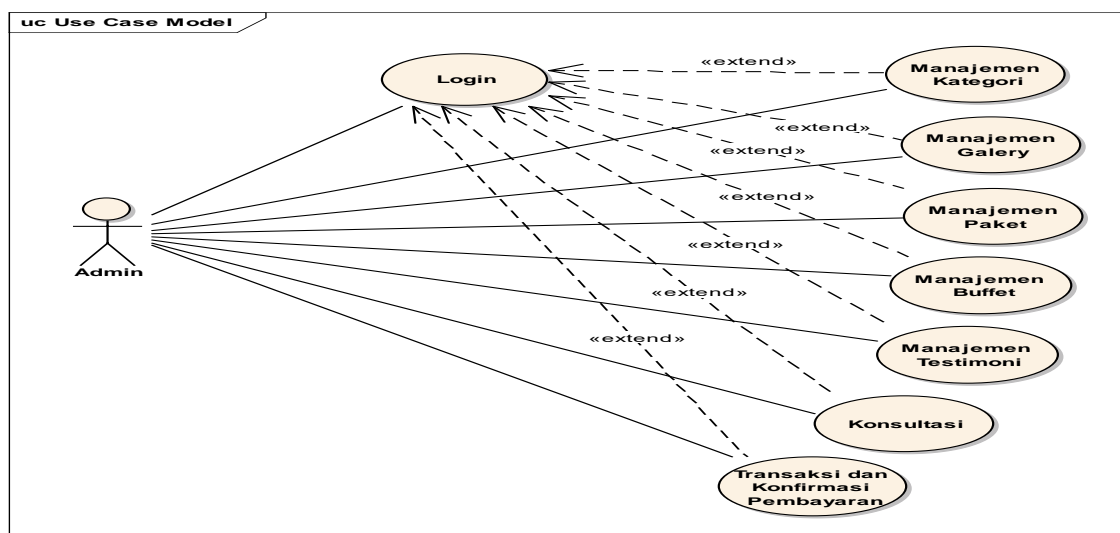 uc Use Case Model
Login
Admin
«extend»
«extend»
«extend»
«extend»
«extend»
«extend»
«extend»
Manajemen
Kategori
Manajemen
Galery
Manajemen
Paket
Manajemen
Buffet
Manajemen
Testimoni
Konsultasi
Transaksi dan
Konfirmasi
Pembayaran